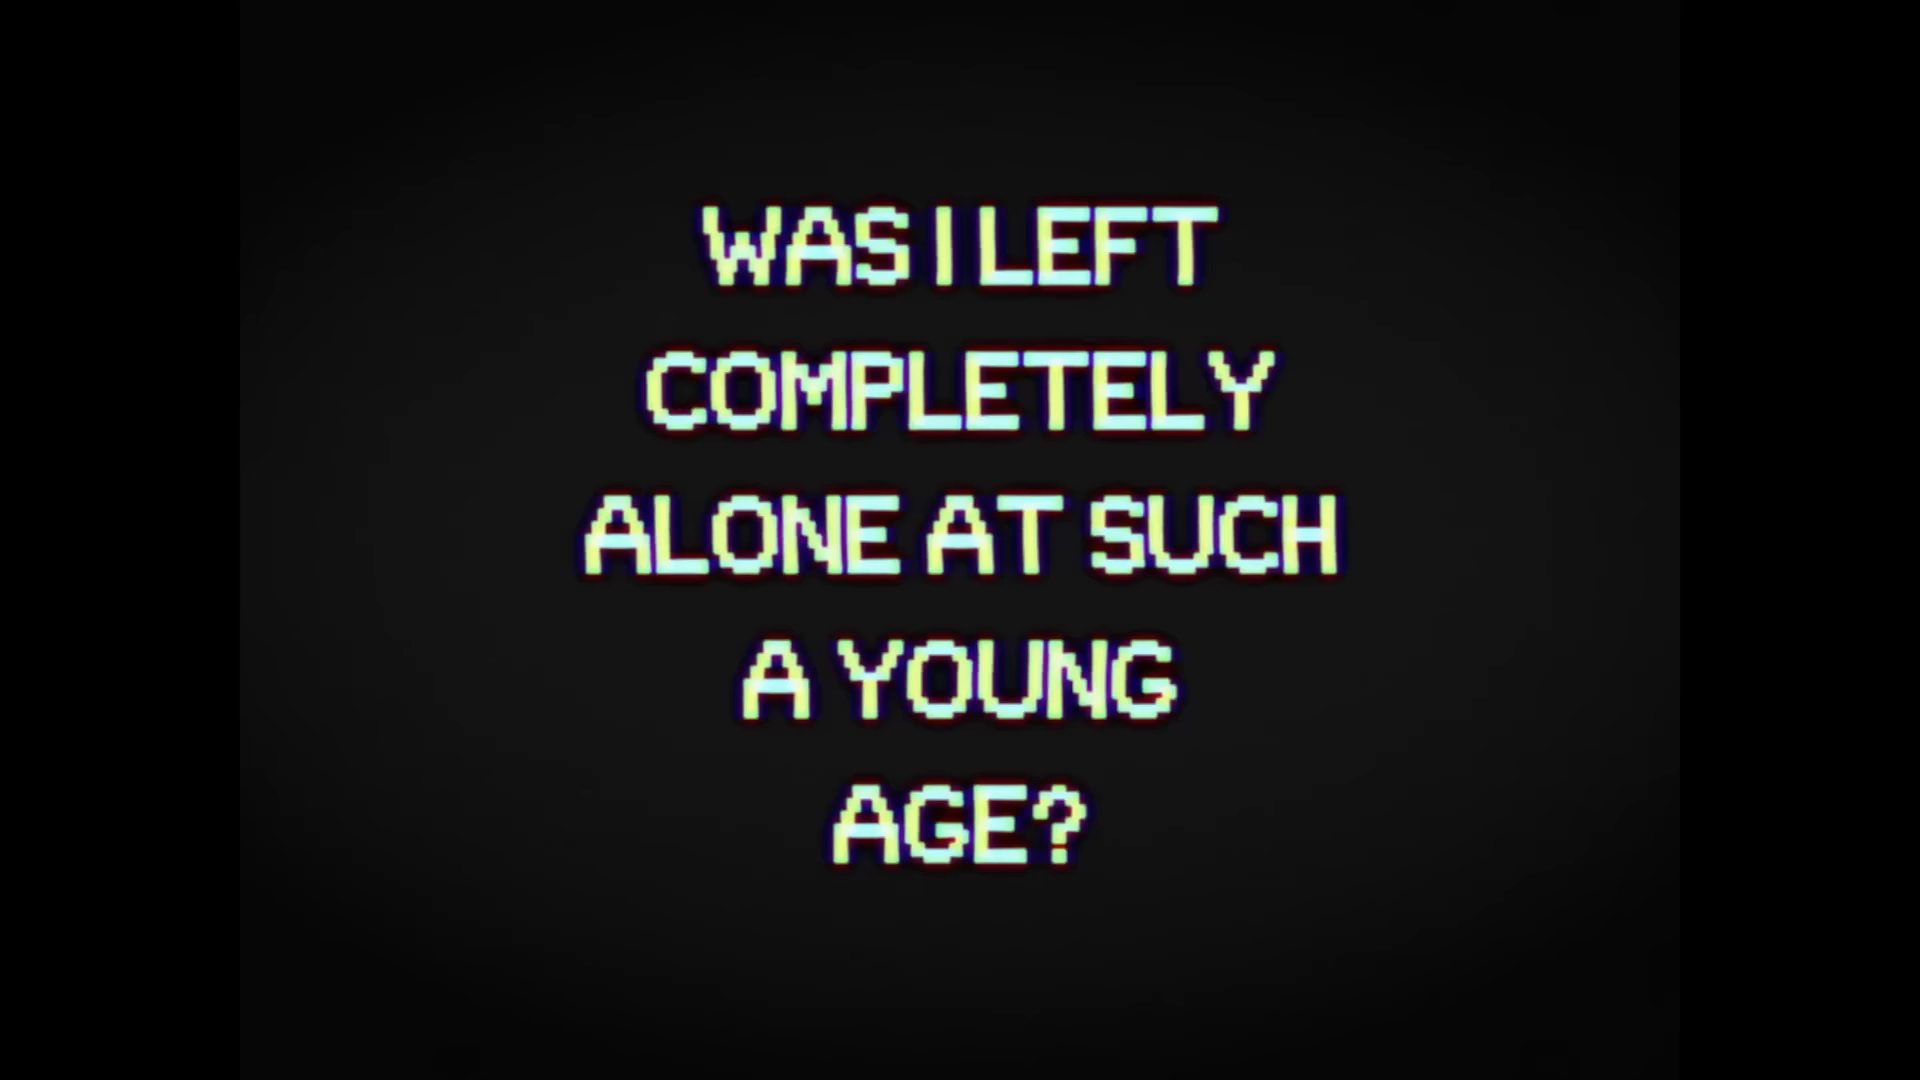 WAS I LEFT
COMPLETELY
ALONE AT SUCH
A YOUNG
AGE?